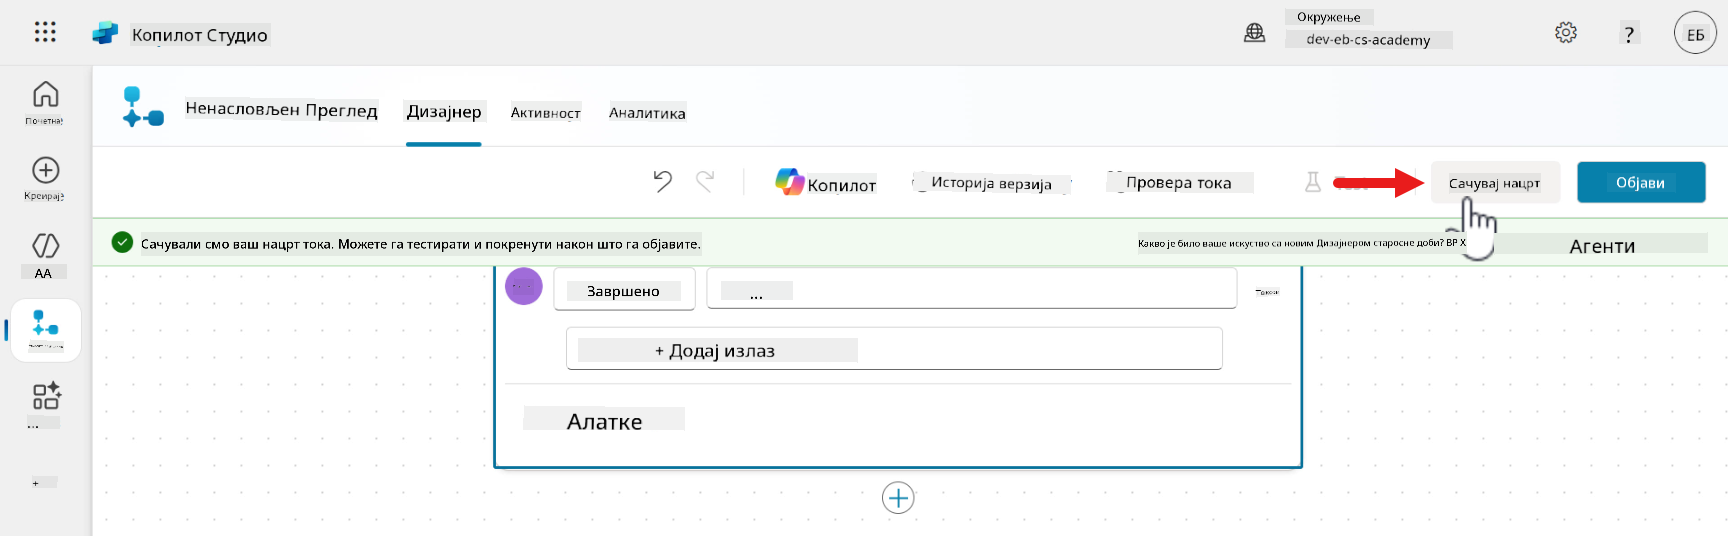 Копилот Студио
Окружење
dev-eb-cs-academy
?
ЕБ
Почетна
Креирај
АА
...
+
Ненасловљен Преглед
Дизајнер
Активност
Аналитика
Копилот
Историја верзија
Провера тока
Сачувај нацрт
Објави
Сачували смо ваш нацрт тока. Можете га тестирати и покренути након што га објавите.
Какво је било ваше искуство са новим Дизајнером старосне доби? ВР Х
Агенти
Завршено
...
+ Додај излаз
Алатке